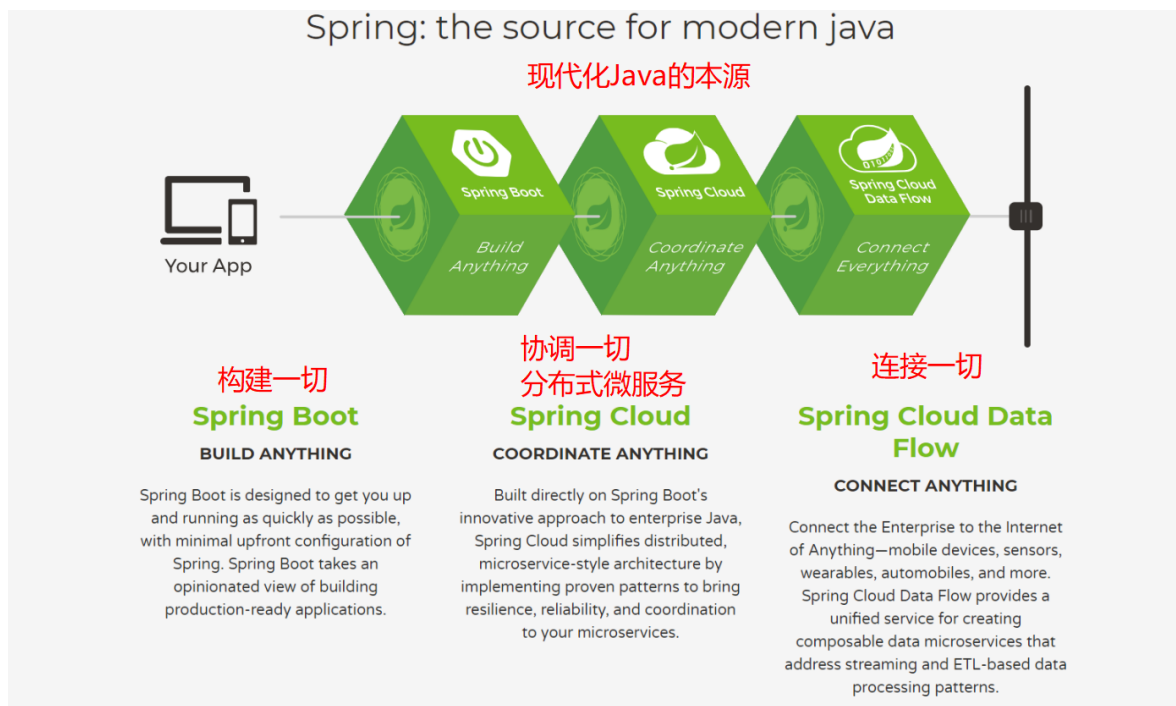 Spring: the source for modern java
现代化Java的本源
Spring Boot
Spring Cloud
Spring Cloud
Data Flow
Build
Anything
Coordinate
Anything
Connect
Everything
Your App
构建一切
Spring Boot
BUILD ANYTHING
Spring Boot is designed to get you up
and running as quickly as possible,
with minimal upfront configuration of
Spring. Spring Boot takes an
opinionated view of building
production-ready applications.
协调一切
分布式微服务
Spring Cloud
COORDINATE ANYTHING
Built directly on Spring Boot's
innovative approach to enterprise Java,
Spring Cloud simplifies distributed,
microservice-style architecture by
implementing proven patterns to bring
resilience, reliability, and coordination
to your microservices.
连接一切
Spring Cloud Data
Flow
CONNECT ANYTHING
Connect the Enterprise to the Internet
of Anything—mobile devices, sensors,
wearables, automobiles, and more.
Spring Cloud Data Flow provides a
unified service for creating
composable data microservices that
address streaming and ETL-based data
processing patterns.